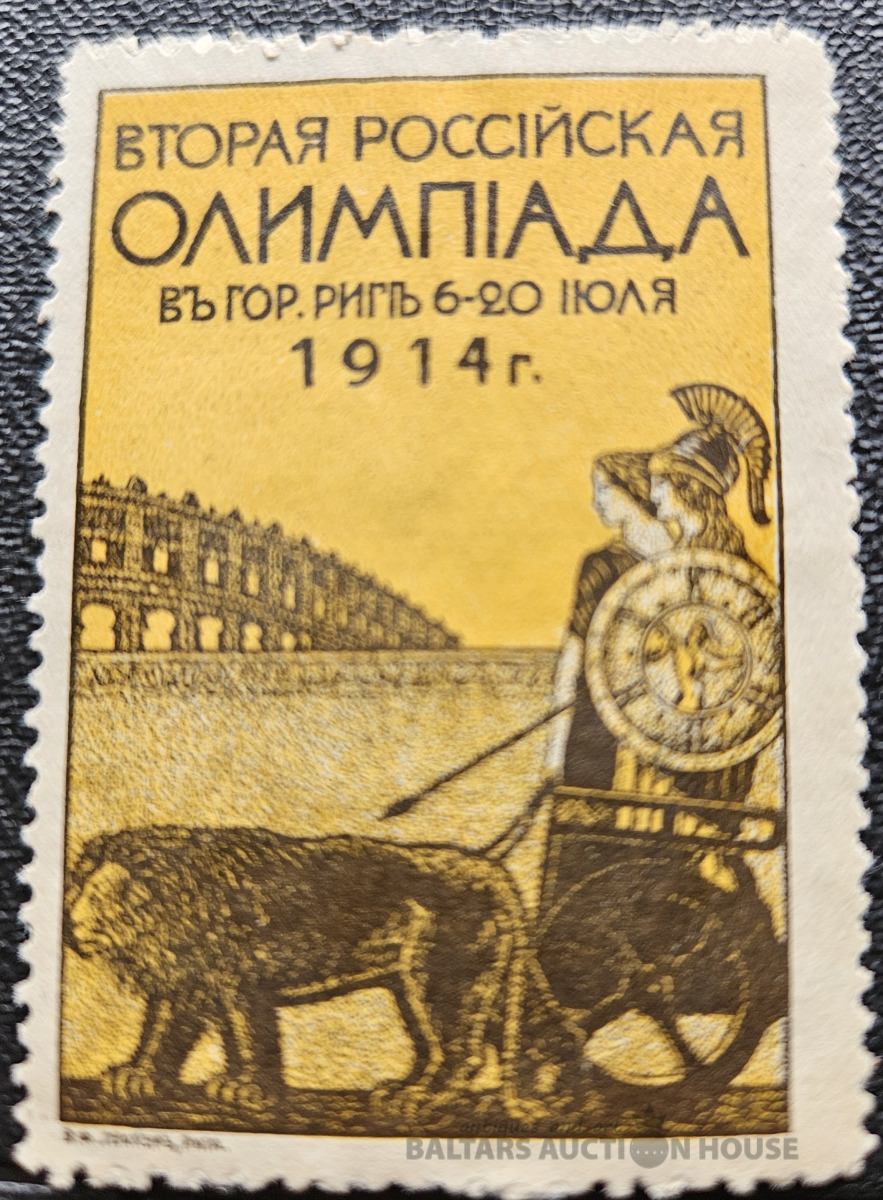 ВТОРАЯ РОССІЙСКАЯ
ОЛИМПІАДА
ВЪ ГОР. РИГѢ 6-20 ІЮЛЯ
1914 г.
BALTARS AUCTION HOUSE